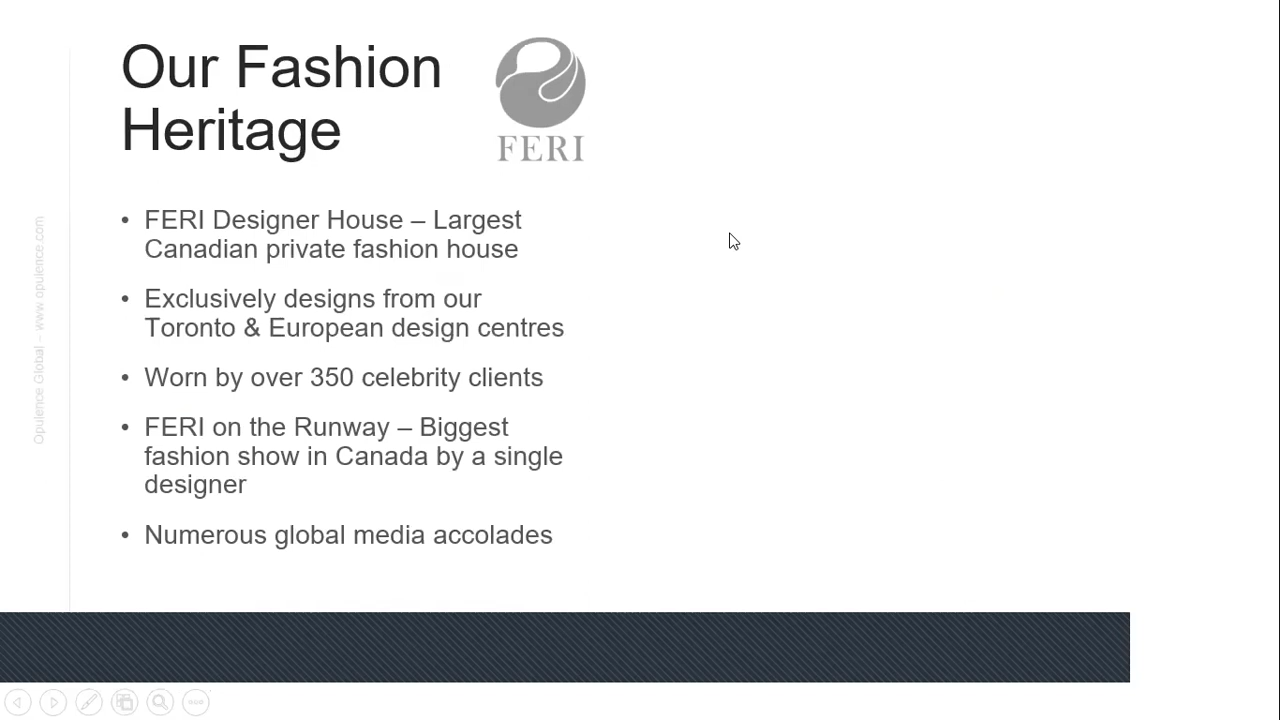 Our Fashion
Heritage
FERI
• FERI Designer House – Largest
Canadian private fashion house
• Exclusively designs from our
Toronto & European design centres
• Worn by over 350 celebrity clients
• FERI on the Runway – Biggest
fashion show in Canada by a single
designer
• Numerous global media accolades
Opulence Global – www.opulence.com